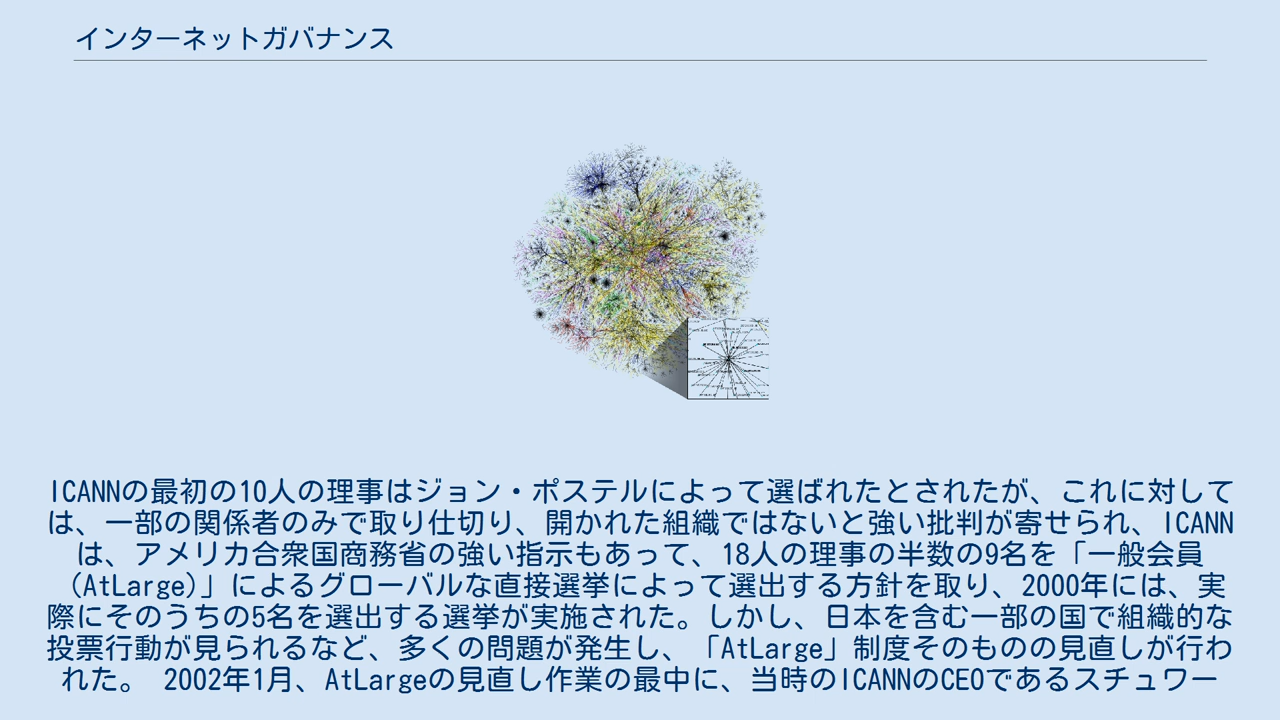 インターネットガバナンス
ICANNの最初の10人の理事はジョン・ポステルによって選ばれたとされたが、これに対して
は、一部の関係者のみで取り仕切り、開かれた組織ではないと強い批判が寄せられ、ICANN
は、アメリカ合衆国商務省の強い指示もあって、18人の理事の半数の9名を「一般会員
（AtLarge)」によるグローバルな直接選挙によって選出する方針を取り、2000年には、実
際にそのうちの5名を選出する選挙が実施された。しかし、日本を含む一部の国で組織的な
投票行動が見られるなど、多くの問題が発生し、「AtLarge」制度そのものの見直しが行わ
れた。 2002年1月、AtLargeの見直し作業の最中に、当時のICANNのCEOであるスチュワー